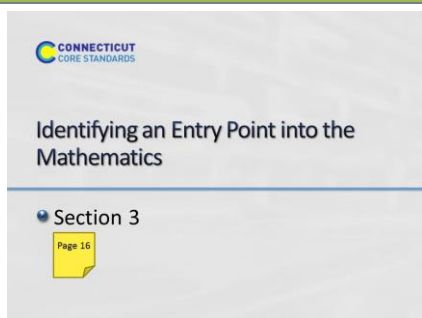 CONNECTICUT
CORE STANDARDS
Identifying an Entry Point into the
Mathematics
Section 3
Page 16